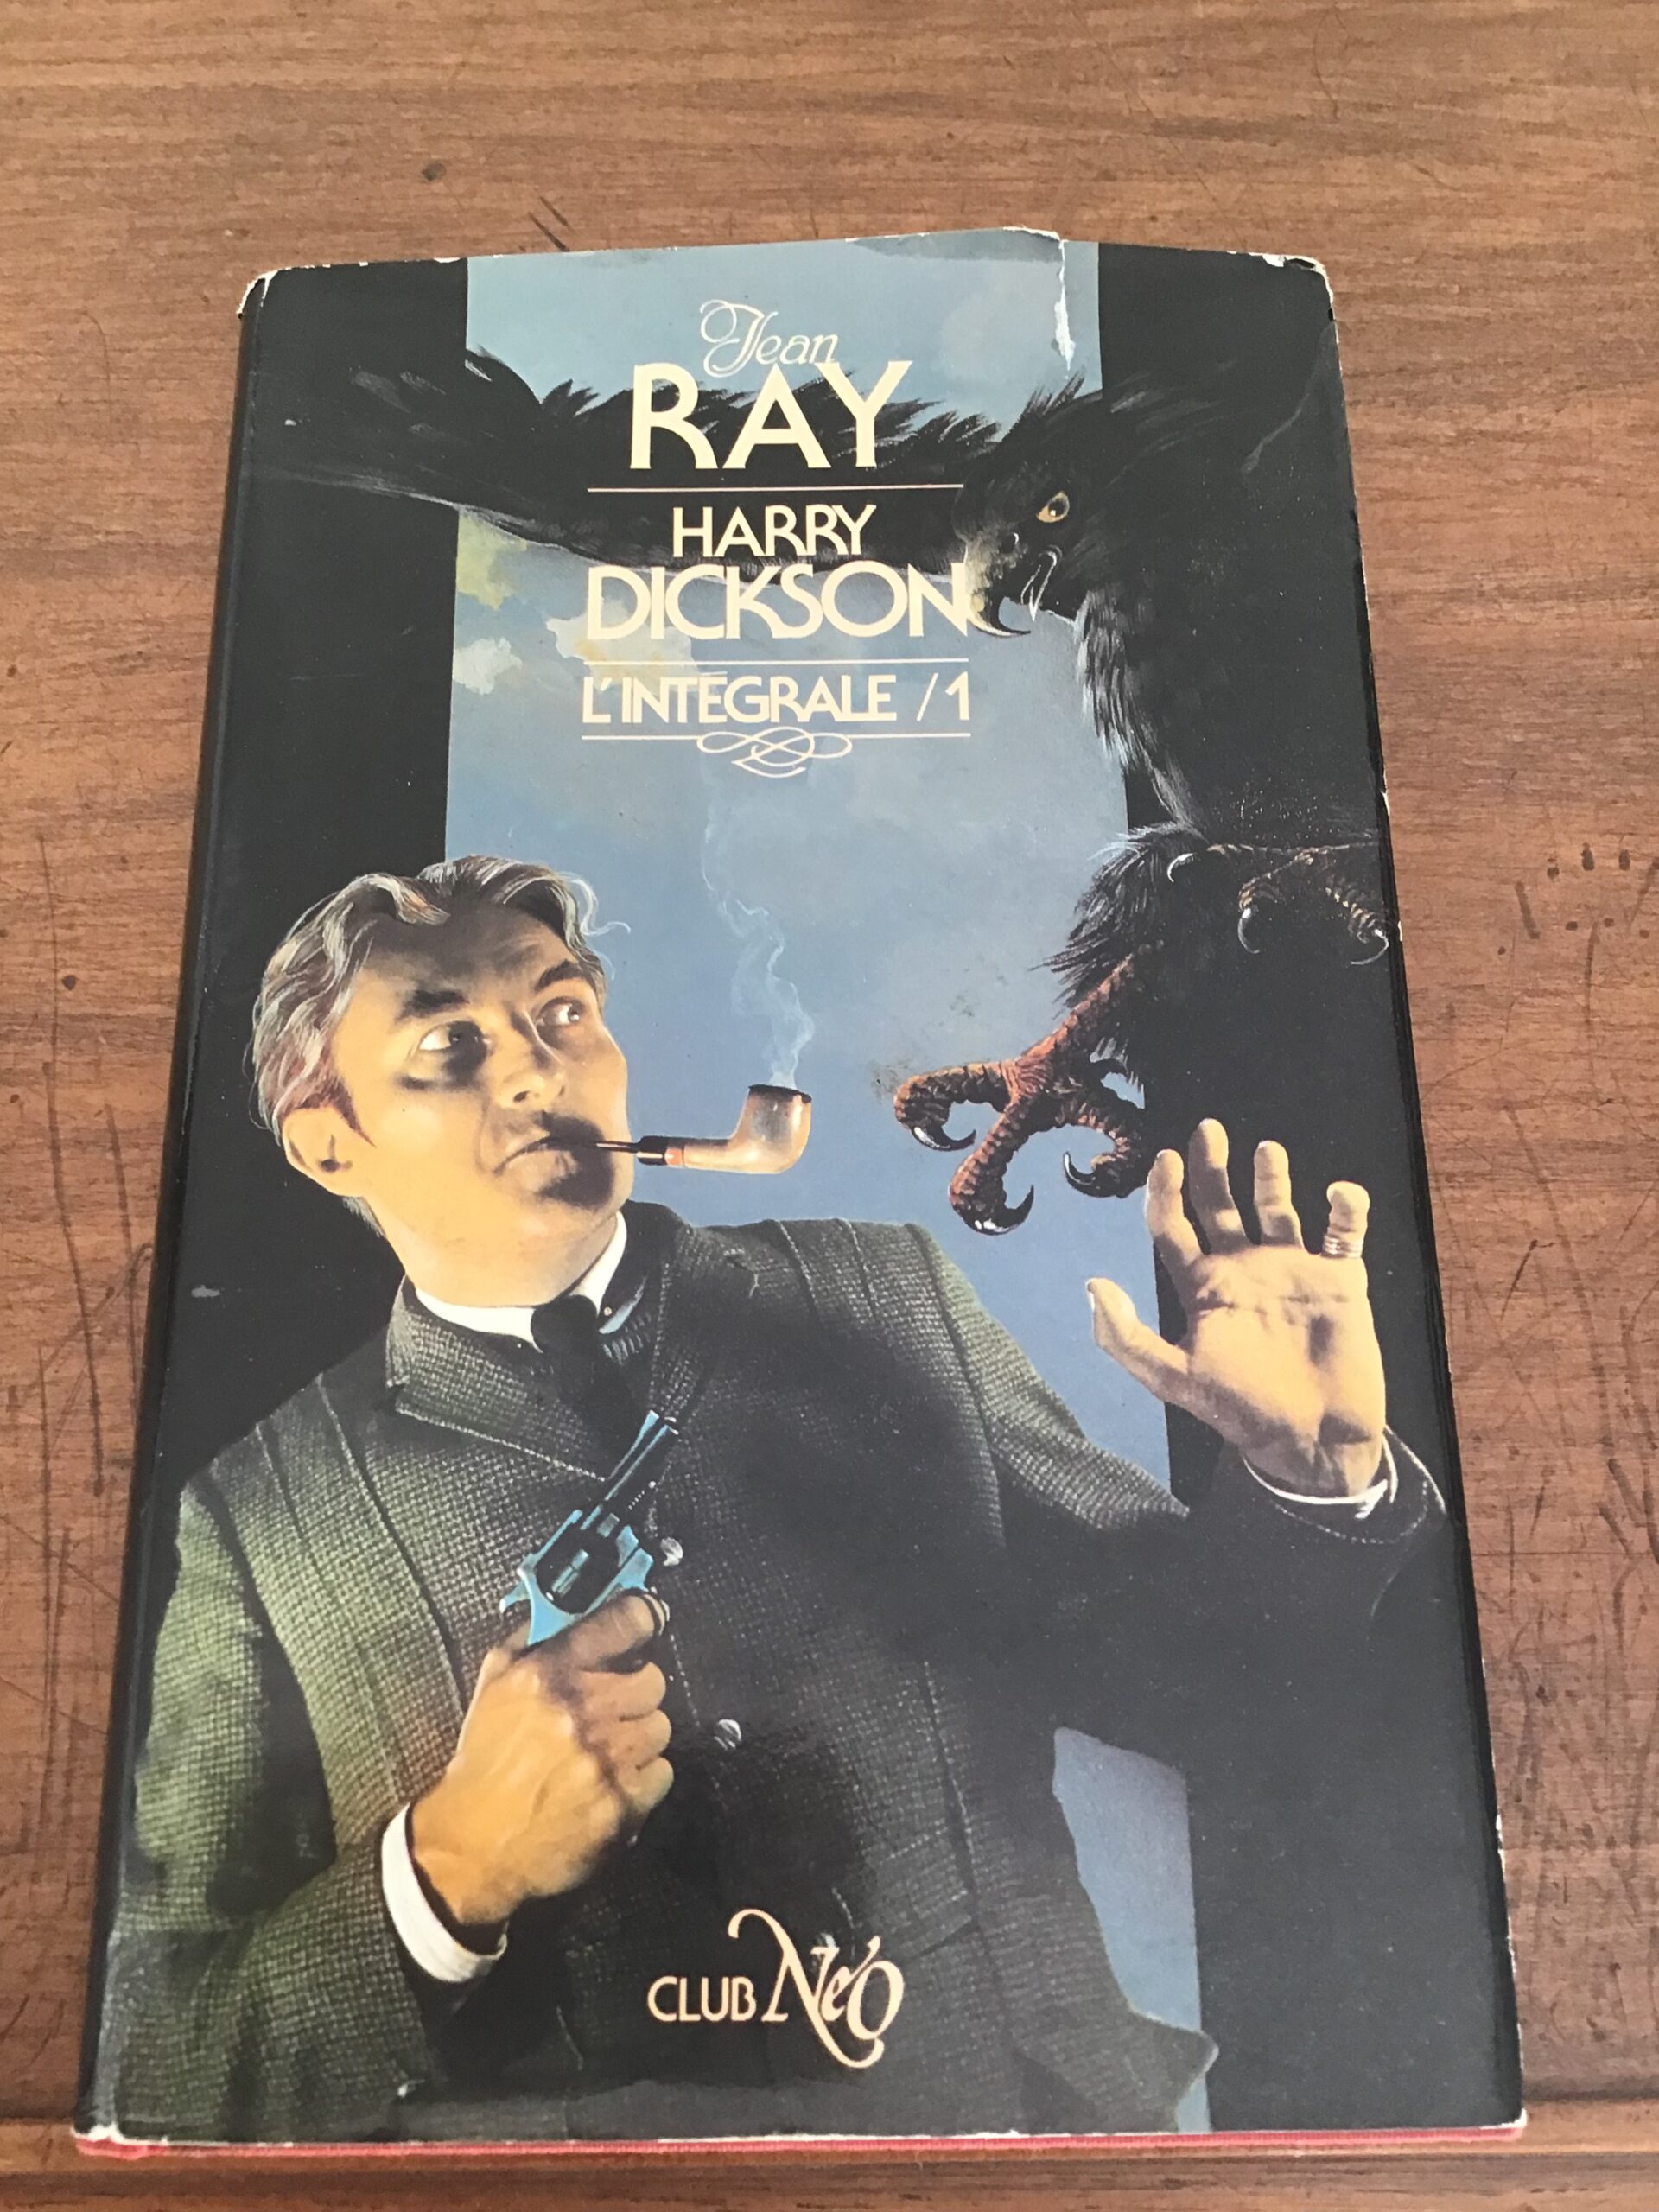 Jean
RAY
HARRY
DICKSON
L'INTÉGRALE / 1
CLUB NéO